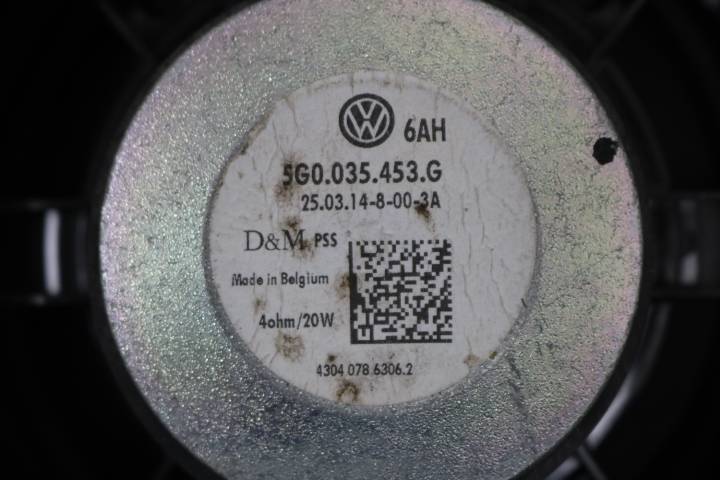 6AH
5G0.035.453.G
25.03.14-8-00-3A
D&M PSS
Made in Belgium
4ohm/20W
4304 078 6306.2